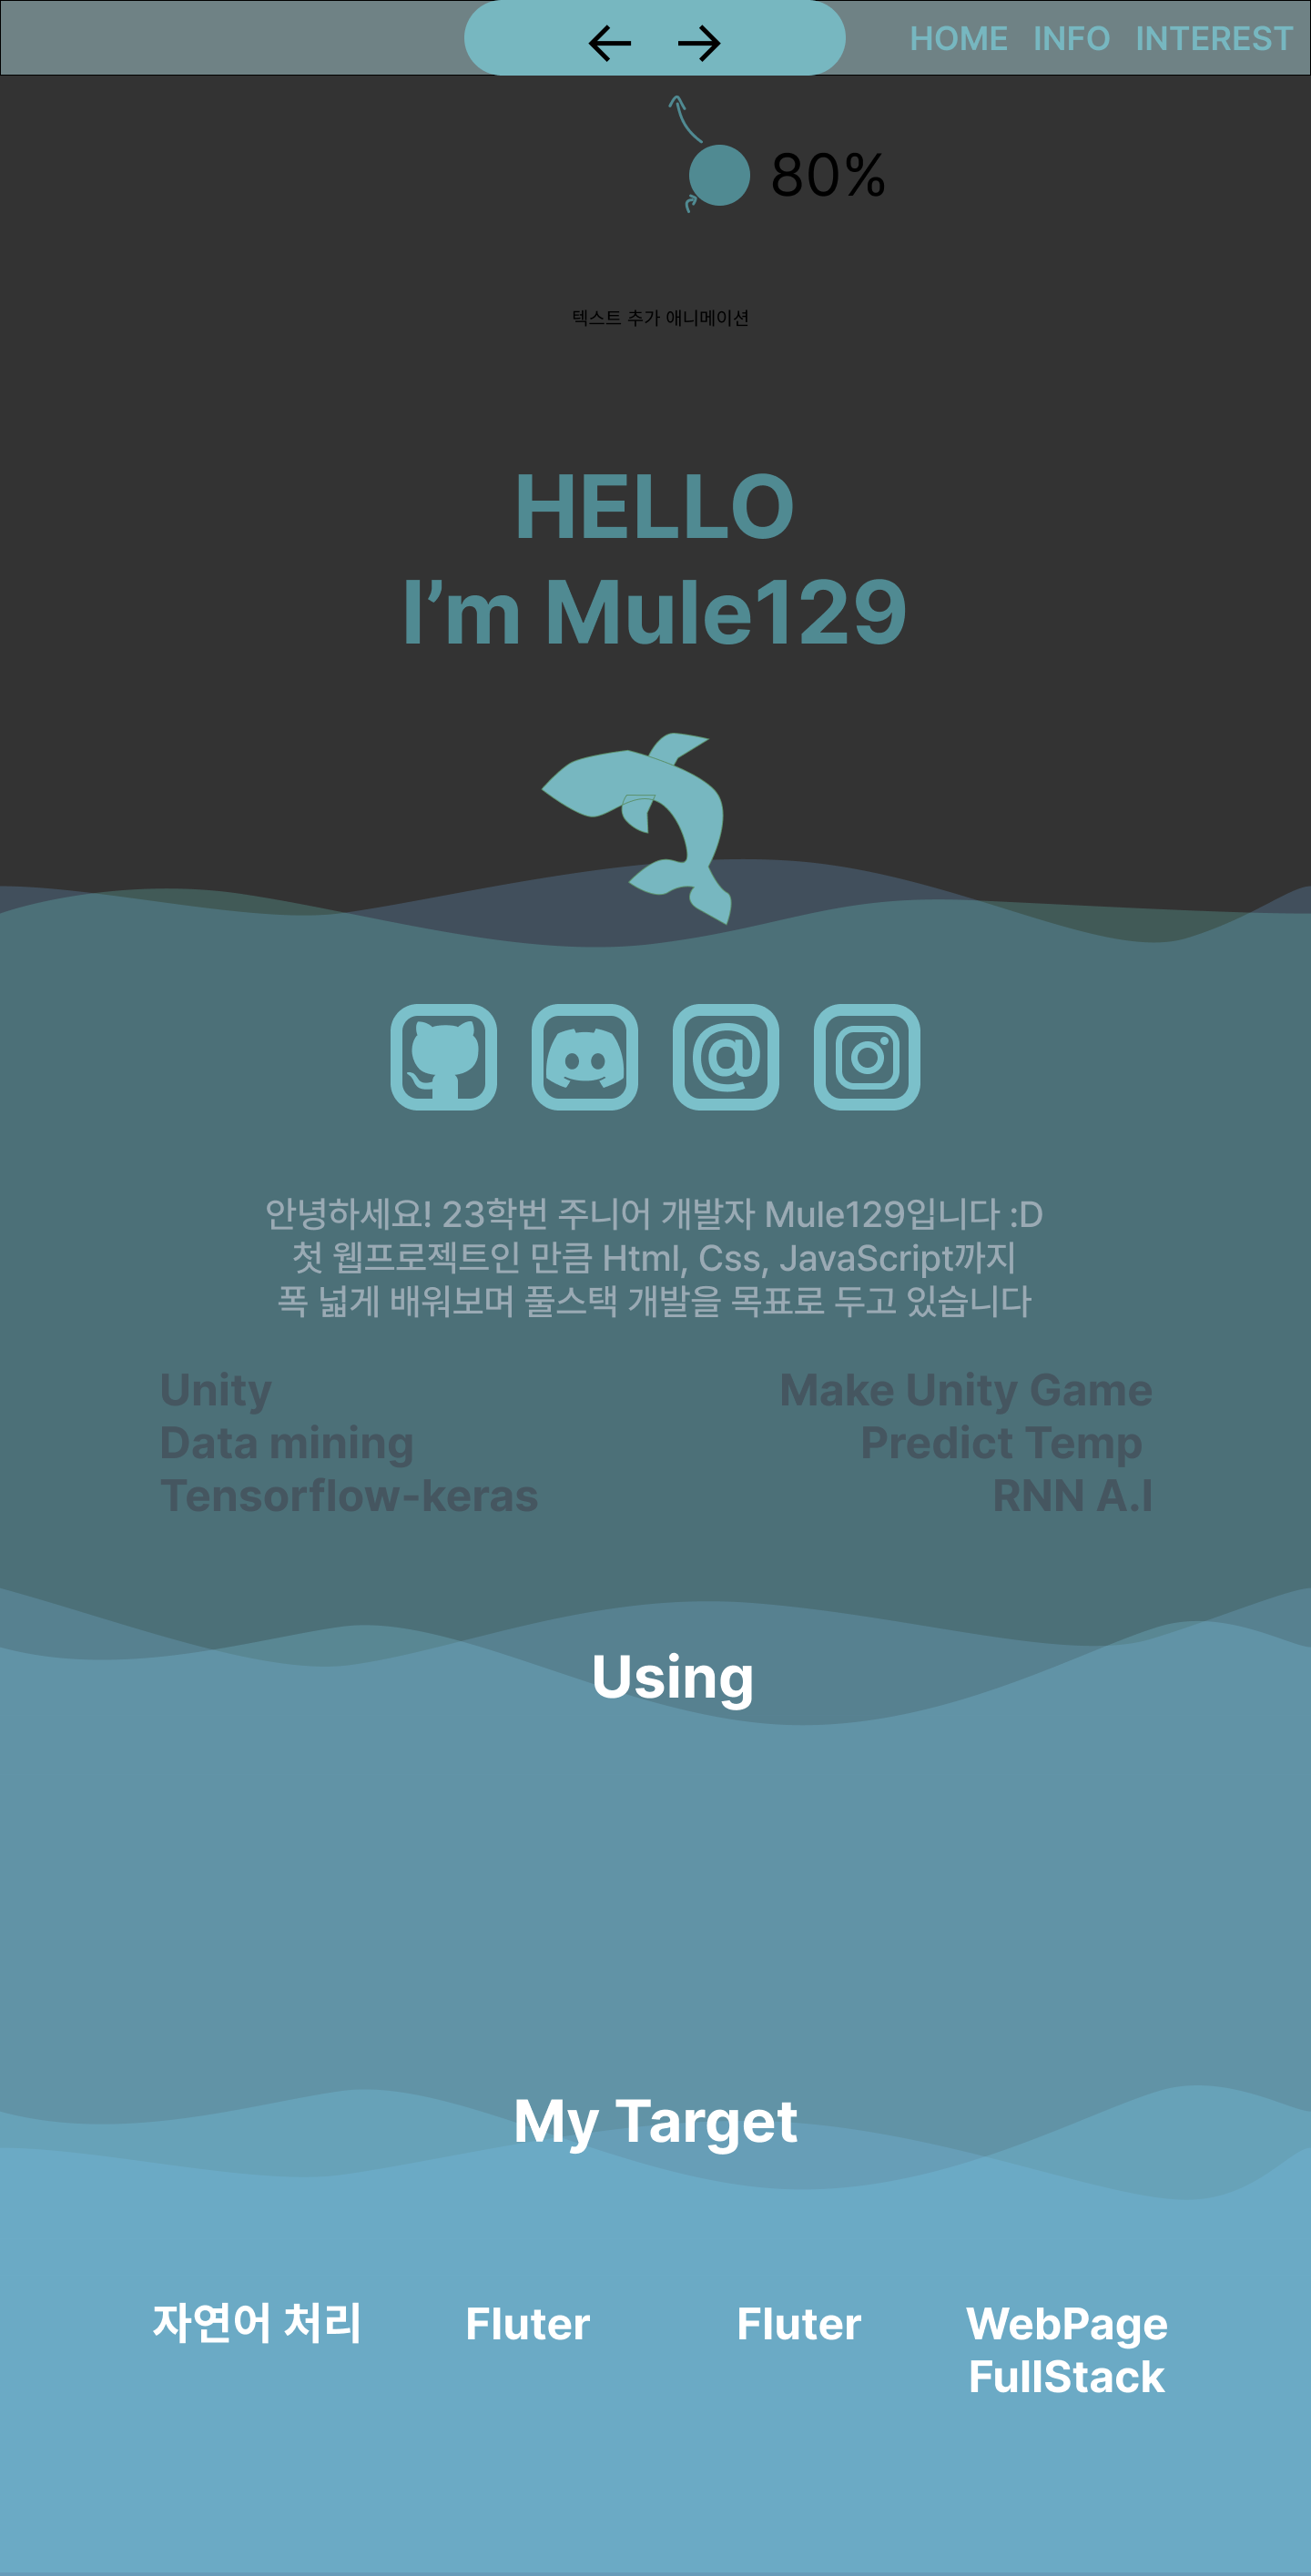 HOME INFO INTEREST
80%
텍스트 추가 애니메이션
HELLO
I’m Mule129
안녕하세요! 23학번 주니어 개발자 Mule129입니다 :D
첫 웹프로젝트인 만큼 Html, Css, JavaScript까지
폭 넓게 배워보며 풀스택 개발을 목표로 두고 있습니다
Unity
Data mining
Tensorflow-keras
Make Unity Game
Predict Temp
RNN A.I
Using
My Target
자연어 처리
Fluter
Fluter
WebPage
FullStack